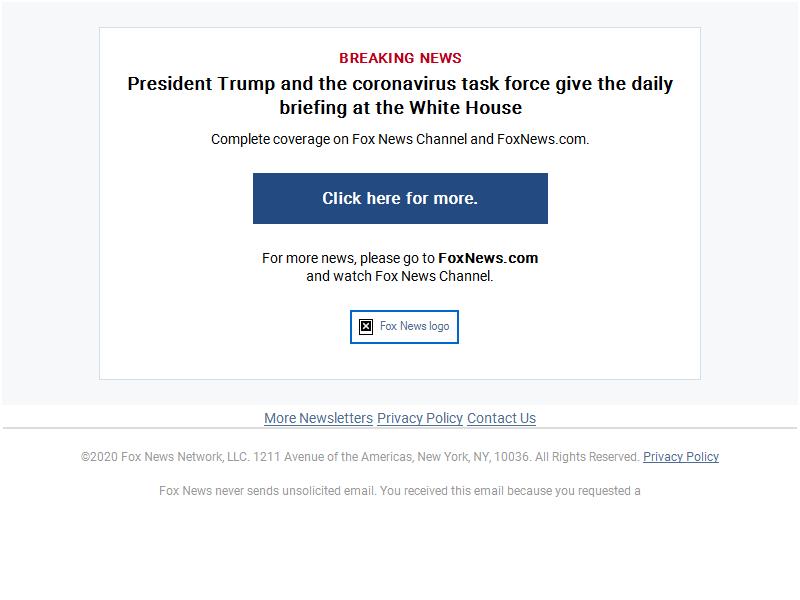 BREAKING NEWS
President Trump and the coronavirus task force give the daily
briefing at the White House
Complete coverage on Fox News Channel and FoxNews.com.
Click here for more.
For more news, please go to FoxNews.com
and watch Fox News Channel.
Fox News logo
More Newsletters Privacy Policy Contact Us
©2020 Fox News Network, LLC. 1211 Avenue of the Americas, New York, NY, 10036. All Rights Reserved. Privacy Policy
Fox News never sends unsolicited email. You received this email because you requested a